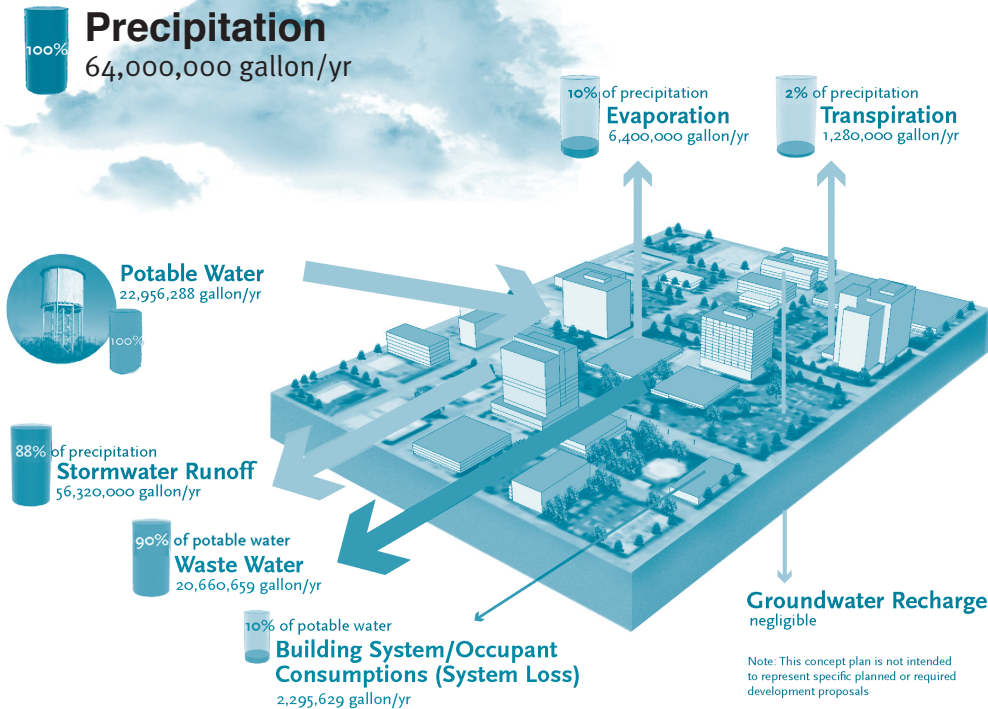 100%
Precipitation
64,000,000 gallon/yr
10% of precipitation
Evaporation
6,400,000 gallon/yr
2% of precipitation
Transpiration
1,280,000 gallon/yr
Potable Water
22,956,288 gallon/yr
100%
88% of precipitation
Stormwater Runoff
56,320,000 gallon/yr
90% of potable water
Waste Water
20,660,659 gallon/yr
10% of potable water
Building System/Occupant
Consumptions (System Loss)
2,295,629 gallon/yr
Groundwater Recharge
negligible
Note: This concept plan is not intended
to represent specific planned or required
development proposals